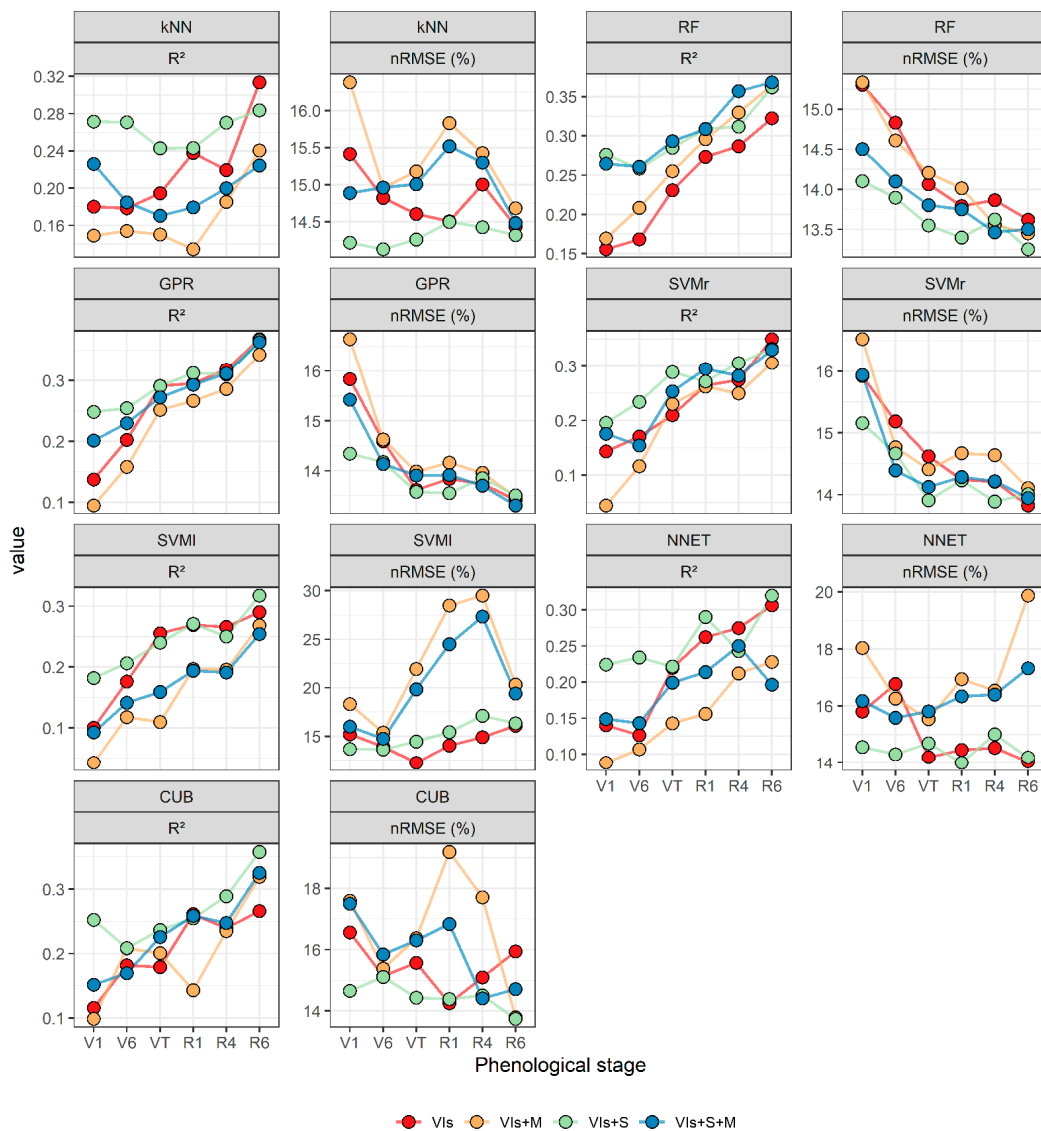 kNN
kNN
RF
RF
R²
nRMSE (%)
R²
nRMSE (%)
0.32
0.28
0.24
0.20
0.16
16.0
15.5
15.0
14.5
0.35
0.30
0.25
0.20
0.15
15.0
14.5
14.0
13.5
GPR
GPR
SVMr
SVMr
R²
nRMSE (%)
R²
nRMSE (%)
0.3
0.2
0.1
16
15
14
0.3
0.2
0.1
16
15
14
value
SVMl
SVMl
NNET
NNET
R²
nRMSE (%)
R²
nRMSE (%)
0.3
0.2
0.1
30
25
20
15
0.30
0.25
0.20
0.15
0.10
20
18
16
14
V1 V6 VT R1 R4 R6
V1 V6 VT R1 R4 R6
CUB
CUB
R²
nRMSE (%)
0.3
0.2
0.1
18
16
14
V1 V6 VT R1 R4 R6
V1 V6 VT R1 R4 R6
Phenological stage
VIs VIs+M VIs+S VIs+S+M